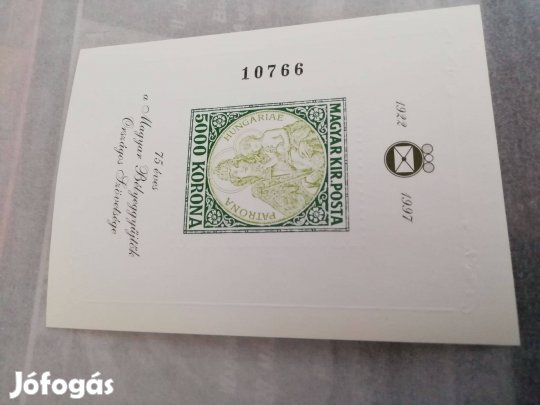 1922
1997
MAGYAR KIR. POSTA
PATRONA
HUNGARIAE
5000 KORONA
10766
75 éves
a Magyar Bélyeggyűjtők
Országos Szövetsége
Jófogás